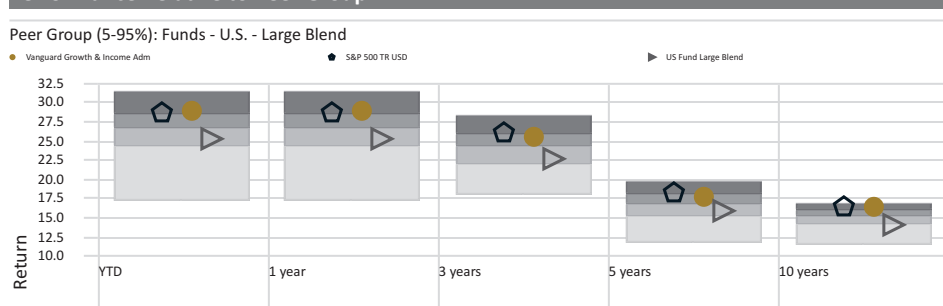 Peer Group (5-95%): Funds - U.S. - Large Blend
Vanguard Growth & Income Adm
S&P 500 TR USD
US Fund Large Blend
32.5
30.0
27.5
25.0
22.5
20.0
17.5
15.0
12.5
10.0
Return
YTD
1 year
3 years
5 years
10 years